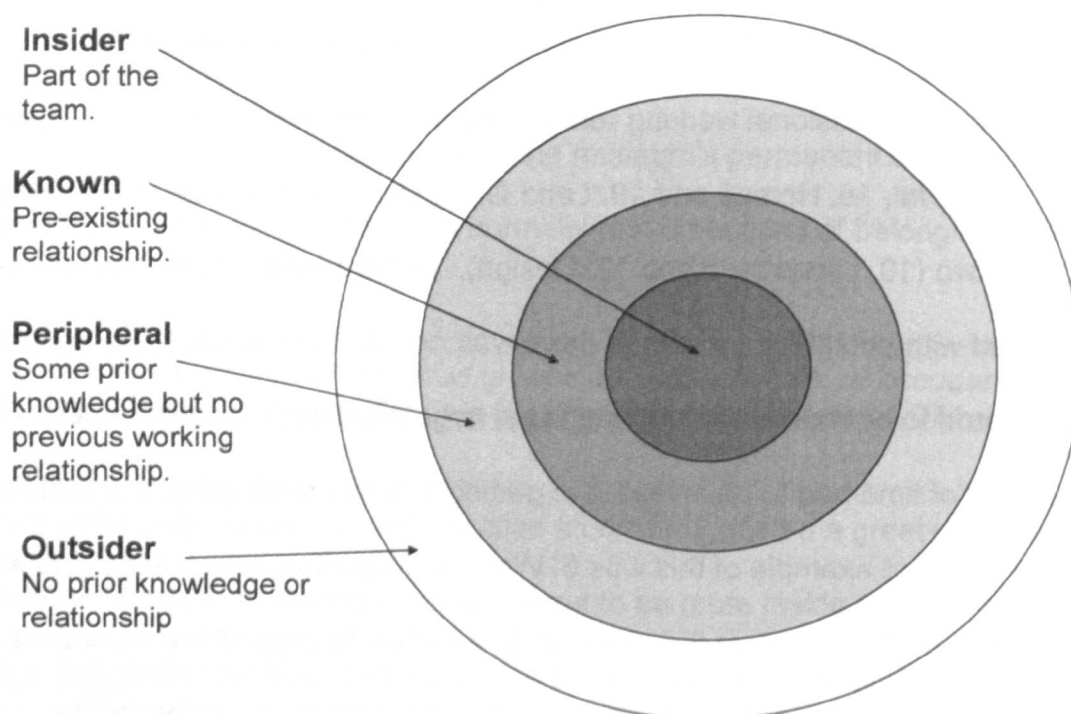 Insider
Part of the
team.
Known
Pre-existing
relationship.
Peripheral
Some prior
knowledge but no
previous working
relationship.
Outsider
No prior knowledge or
relationship